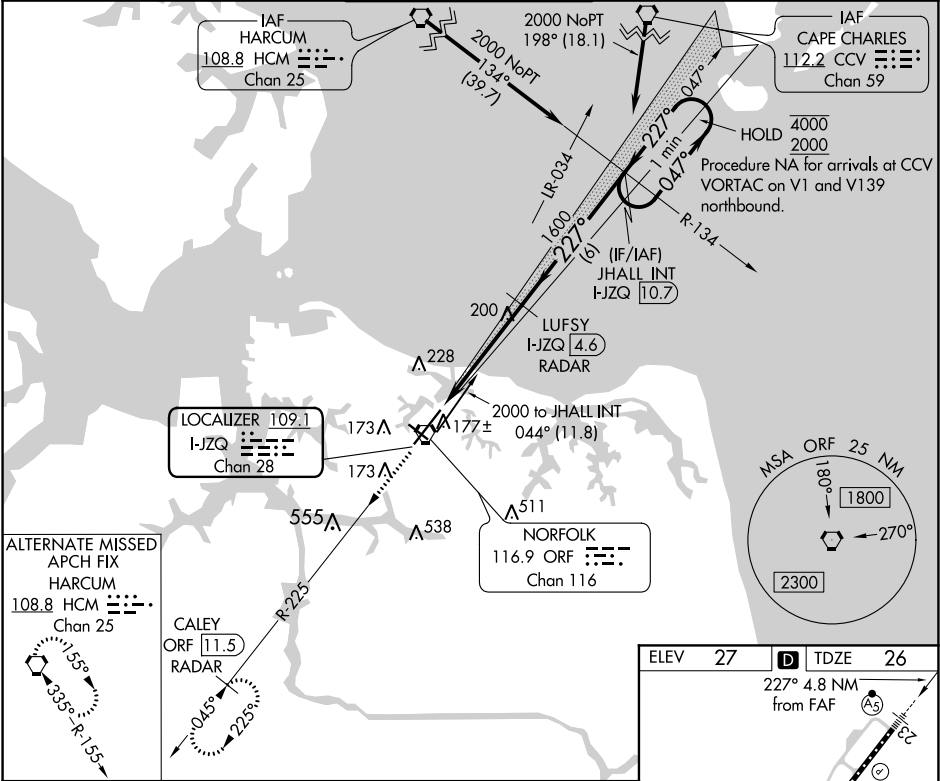 IAF
HARCUM
108.8 HCM
Chan 25
2000 NoPT
134°
(39.7)
2000 NoPT
198° (18.1)
IAF
CAPE CHARLES
112.2 CCV
Chan 59
047°
227°
1 min
047°
HOLD
4000
2000
Procedure NA for arrivals at CCV
VORTAC on V1 and V139
northbound.
LR-034
R-134
1600
227°
(6)
(IF/IAF)
JHALL INT
I-JZQ 10.7
200
LUFSY
I-JZQ 4.6
RADAR
228
2000 to JHALL INT
044° (11.8)
LOCALIZER 109.1
I-JZQ
Chan 28
173
177±
173
555
538
511
NORFOLK
116.9 ORF
Chan 116
MSA ORF 25 NM
180°
1800
270°
2300
ALTERNATE MISSED
APCH FIX
HARCUM
108.8 HCM
Chan 25
155°
335°
R-155
R-225
CALEY
ORF 11.5
RADAR
045°
225°
ELEV 27 D TDZE 26
227° 4.8 NM
from FAF
A5
23
P